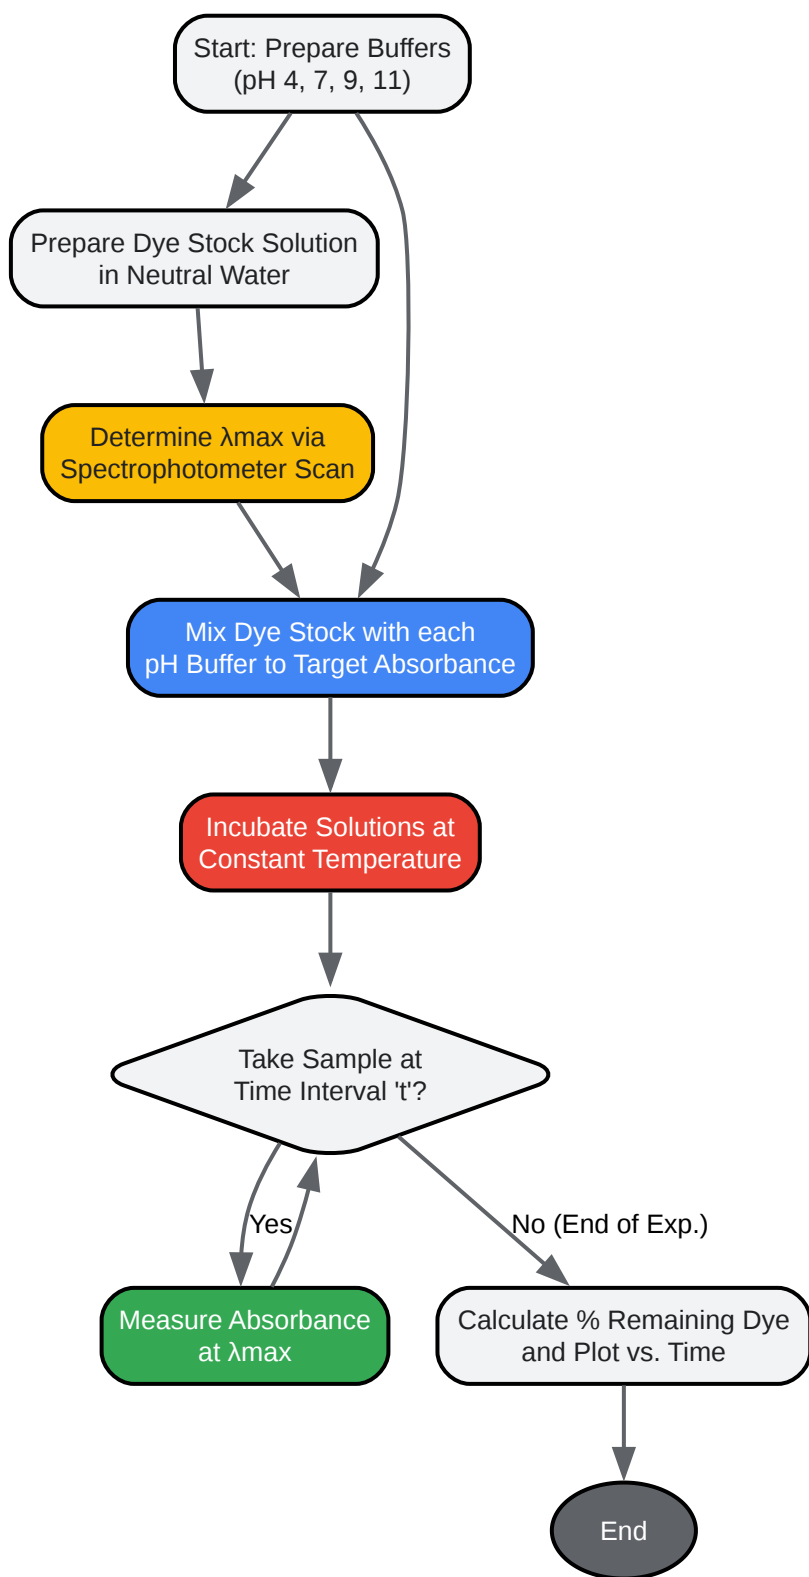 Start: Prepare Buffers
(pH 4, 7, 9, 11)
Prepare Dye Stock Solution
in Neutral Water
Determine λmax via
Spectrophotometer Scan
Mix Dye Stock with each
pH Buffer to Target Absorbance
Incubate Solutions at
Constant Temperature
Take Sample at
Time Interval 't'?
Yes
No (End of Exp.)
Measure Absorbance
at λmax
Calculate % Remaining Dye
and Plot vs. Time
End